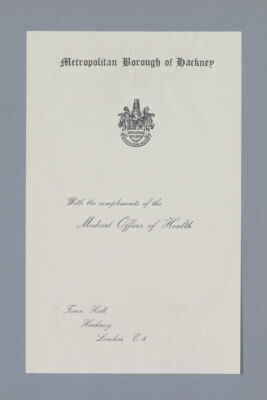 Metropolitan Borough of Hackney
With the compliments of the
Medical Officer of Health
Town Hall,
Hackney,
London E 8